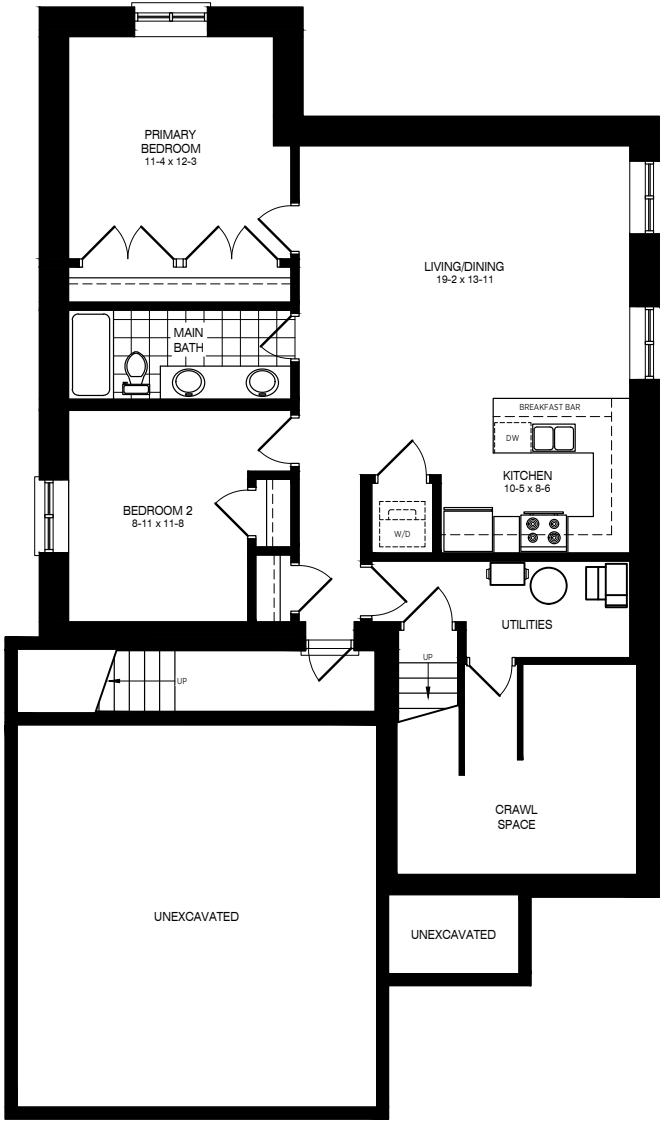 PRIMARY
BEDROOM
11-4 x 12-3
LIVING/DINING
19-2 x 13-11
MAIN
BATH
BREAKFAST BAR
DW
KITCHEN
10-5 x 8-6
BEDROOM 2
8-11 x 11-8
W/D
UTILITIES
UP
UP
CRAWL
SPACE
UNEXCAVATED
UNEXCAVATED